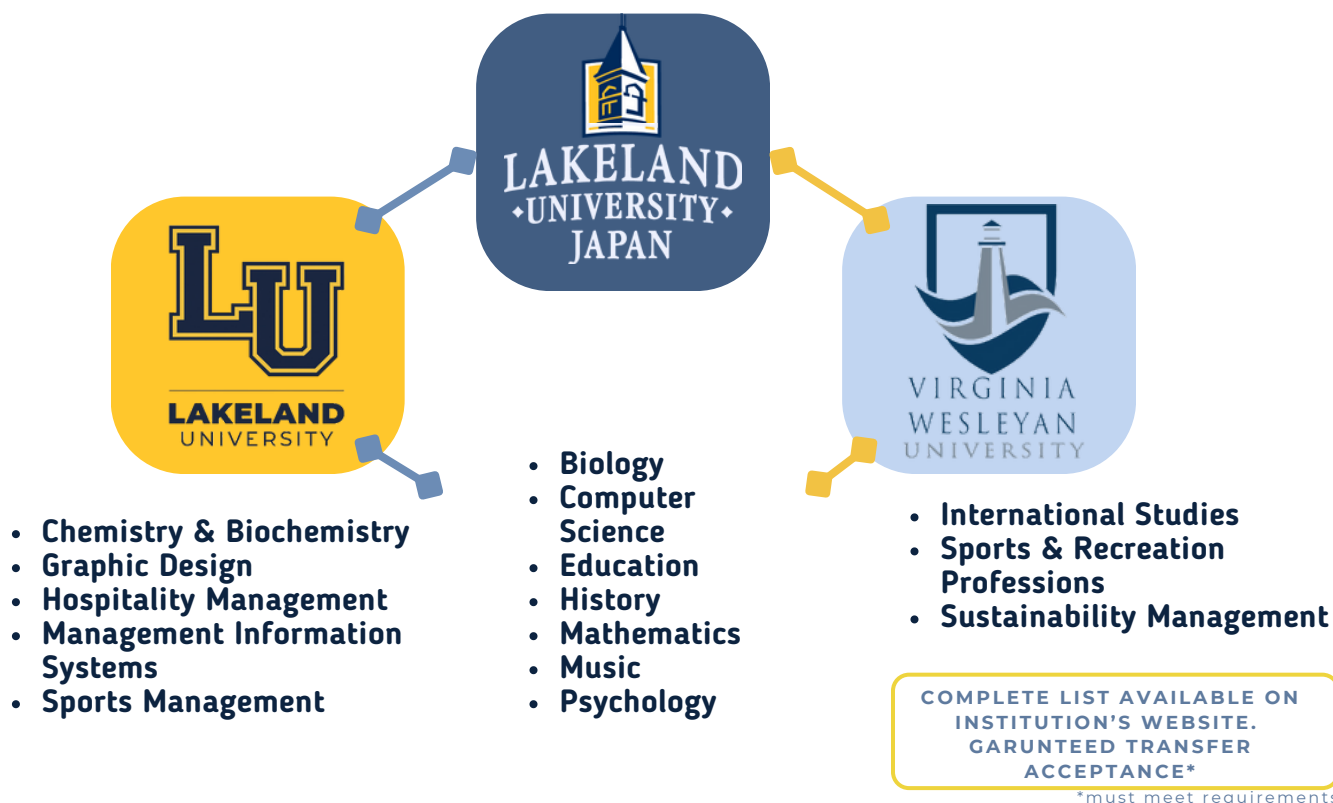 LAKELAND
•UNIVERSITY•
JAPAN
LU
LAKELAND
UNIVERSITY
VIRGINIA
WESLEYAN
UNIVERSITY
• Chemistry & Biochemistry
• Graphic Design
• Hospitality Management
• Management Information
Systems
• Sports Management
• Biology
• Computer
Science
• Education
• History
• Mathematics
• Music
• Psychology
• International Studies
• Sports & Recreation
Professions
• Sustainability Management
COMPLETE LIST AVAILABLE ON
INSTITUTION'S WEBSITE.
GARUNTEED TRANSFER
ACCEPTANCE*
*must meet requirements